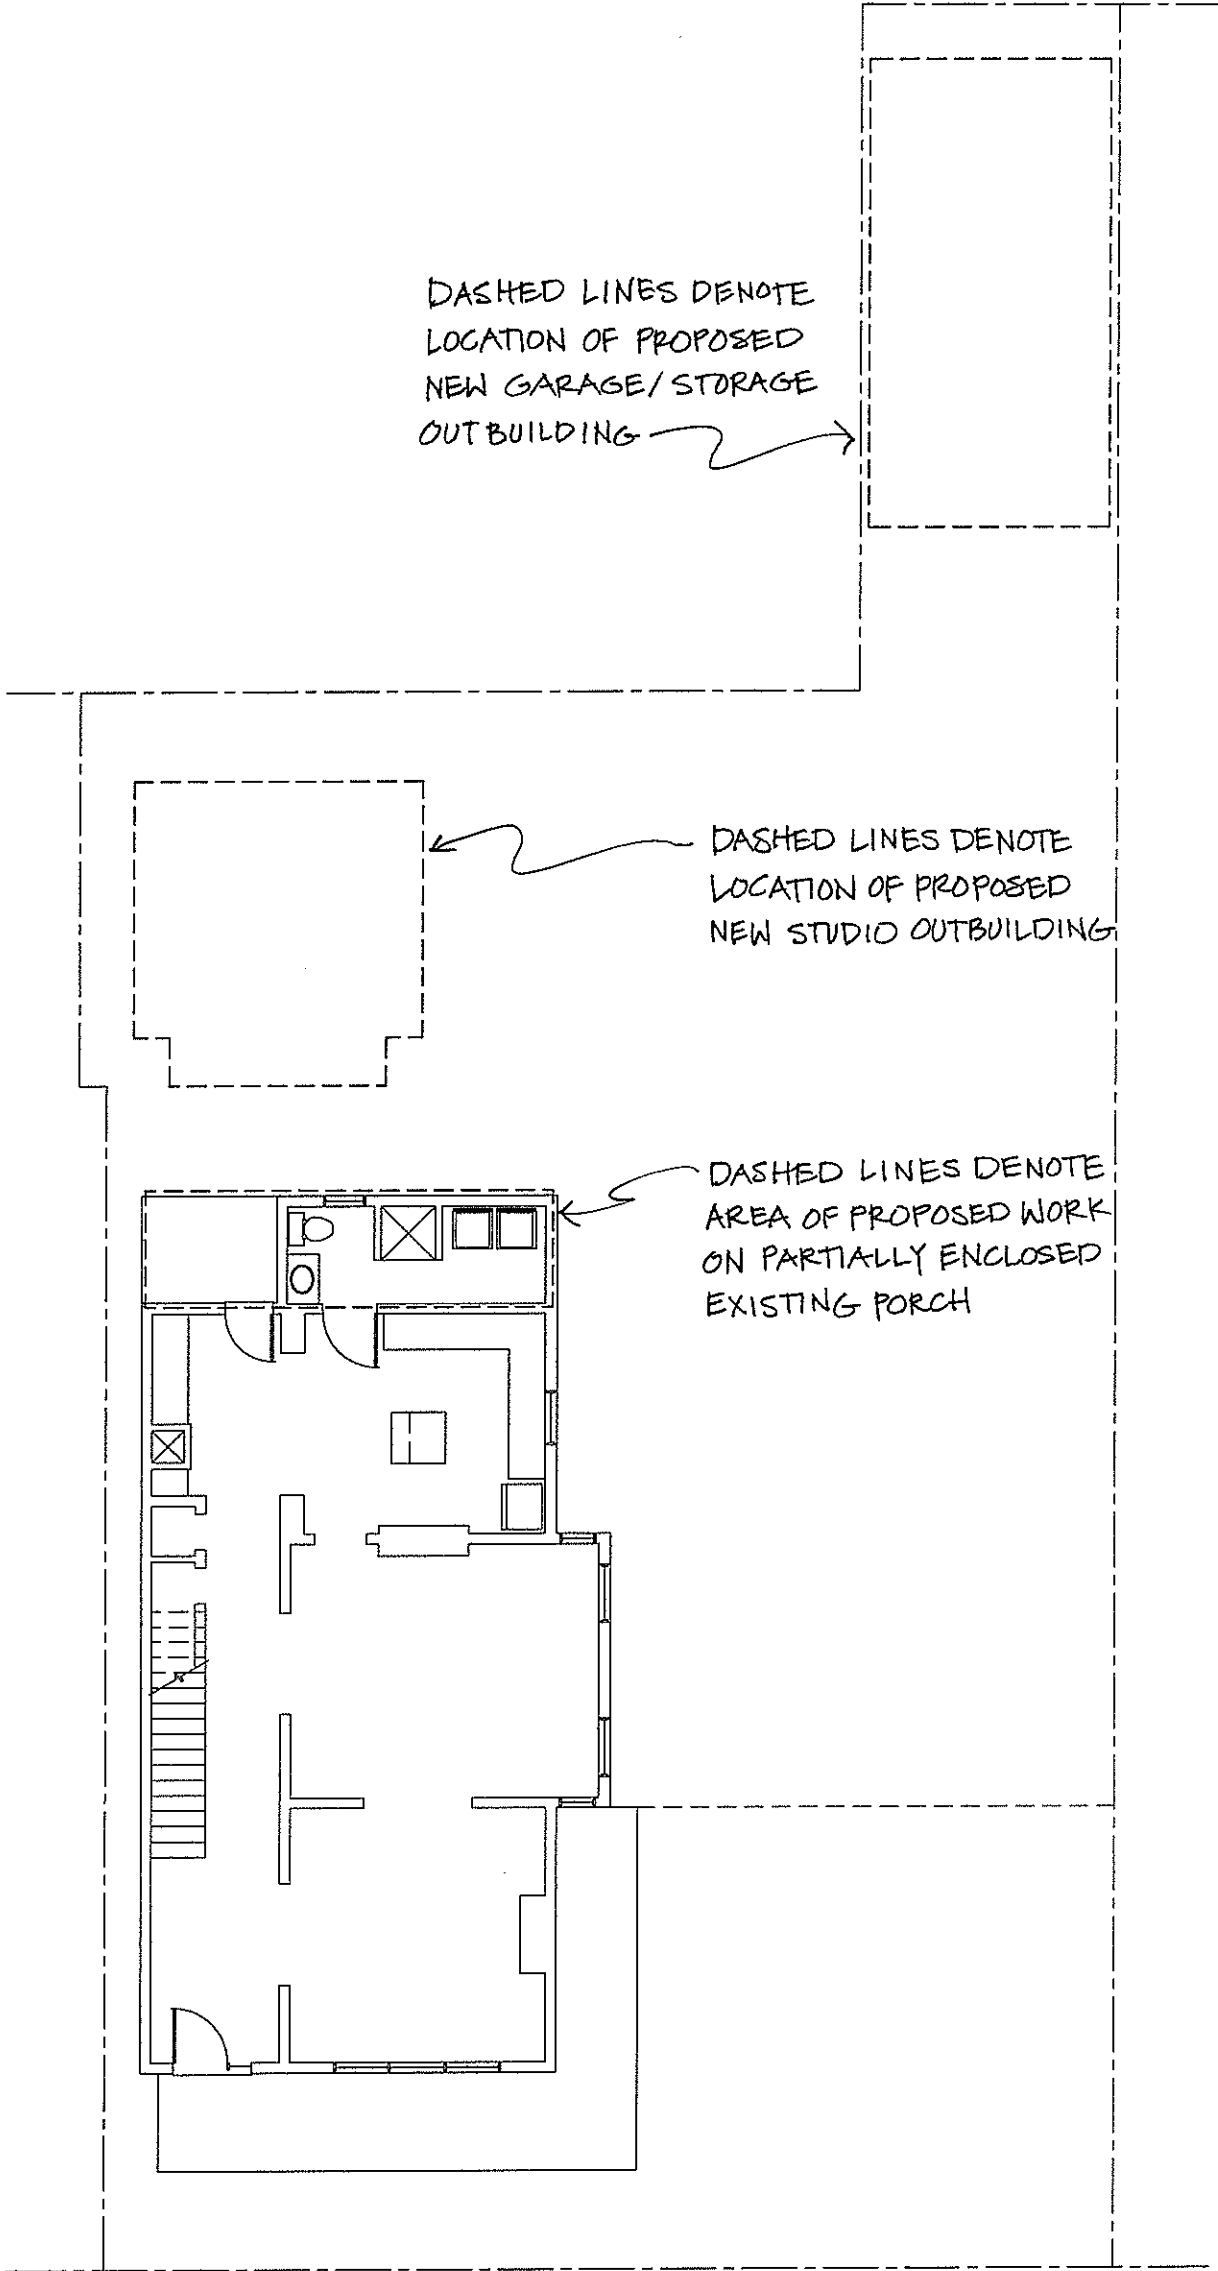 DASHED LINES DENOTE
LOCATION OF PROPOSED
NEW GARAGE/STORAGE
OUTBUILDING
DASHED LINES DENOTE
LOCATION OF PROPOSED
NEW STUDIO OUTBUILDING
DASHED LINES DENOTE
AREA OF PROPOSED WORK
ON PARTIALLY ENCLOSED
EXISTING PORCH